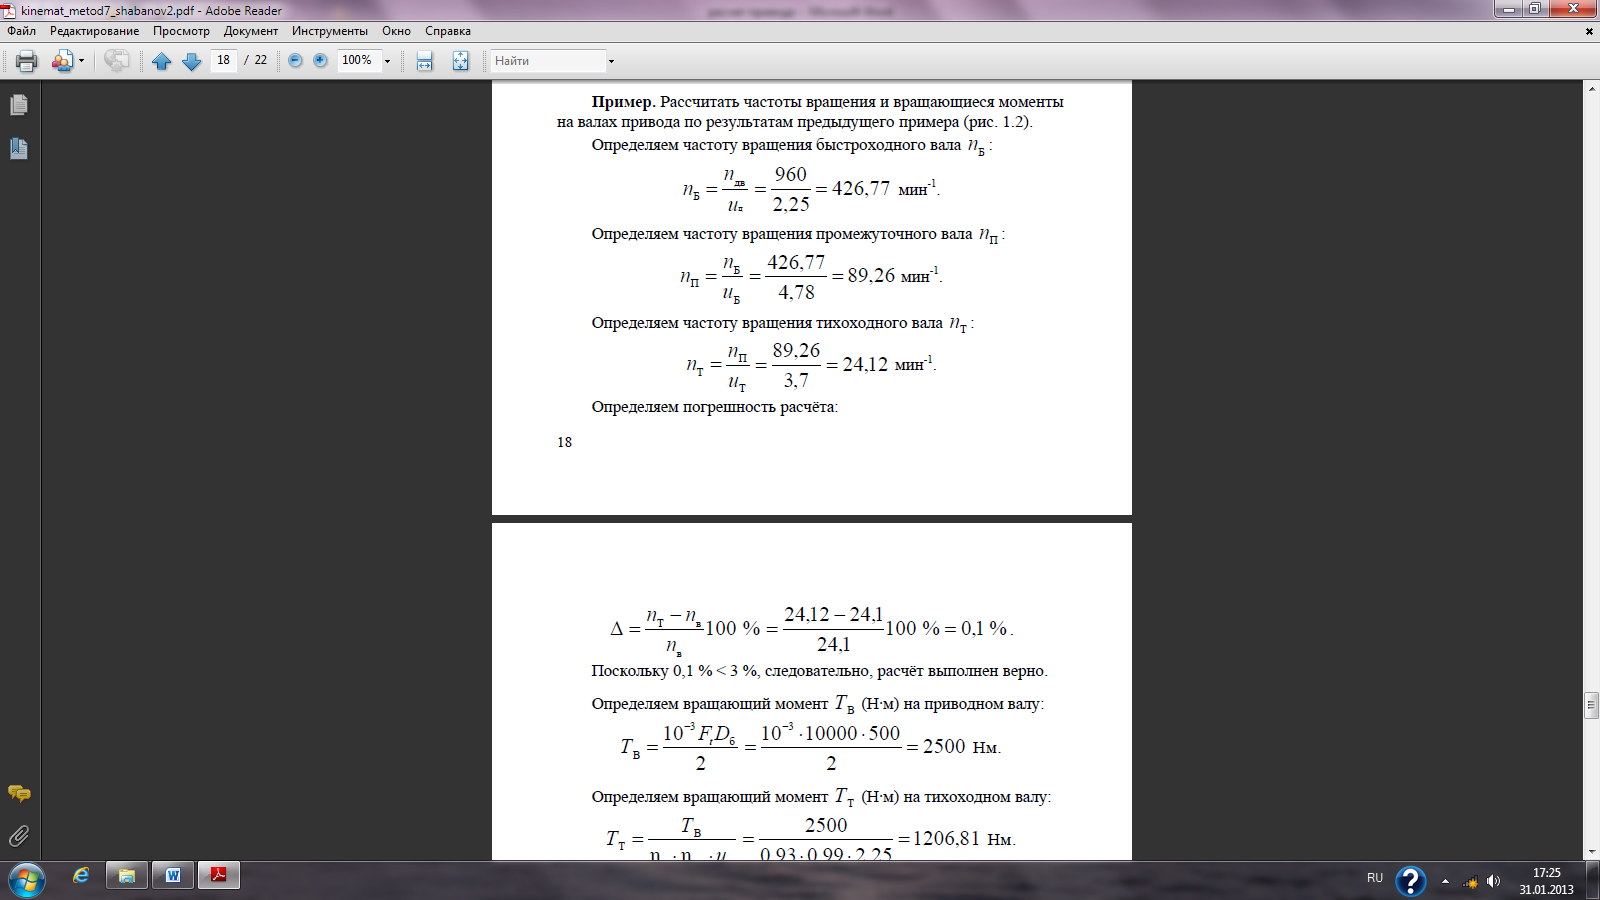 kinemat_metod7_shabanov2.pdf - Adobe Reader
Файл Редактирование Просмотр Документ Инструменты Окно Справка
18 / 22 100% Найти
Пример. Рассчитать частоты вращения и вращающиеся моменты
на валах привода по результатам предыдущего примера (рис. 1.2).
Определяем частоту вращения быстроходного вала n_Б :
n_Б = n_дв / u_п = 960 / 2,25 = 426,77 мин⁻¹.
Определяем частоту вращения промежуточного вала n_П :
n_П = n_Б / u_Б = 426,77 / 4,78 = 89,26 мин⁻¹.
Определяем частоту вращения тихоходного вала n_Т :
n_Т = n_П / u_Т = 89,26 / 3,7 = 24,12 мин⁻¹.
Определяем погрешность расчёта:
18
Δ = (n_Т − n_в) / n_в 100 % = (24,12 − 24,1) / 24,1 100 % = 0,1 % .
Поскольку 0,1 % < 3 %, следовательно, расчёт выполнен верно.
Определяем вращающий момент T_В (Н·м) на приводном валу:
T_В = 10⁻³ F_t D_б / 2 = 10⁻³ · 10000 · 500 / 2 = 2500 Нм.
Определяем вращающий момент T_Т (Н·м) на тихоходном валу:
T_Т = T_В / n · n · u = 2500 / 0,93 · 0,99 · 2,25 = 1206,81 Нм.
RU
17:25
31.01.2013